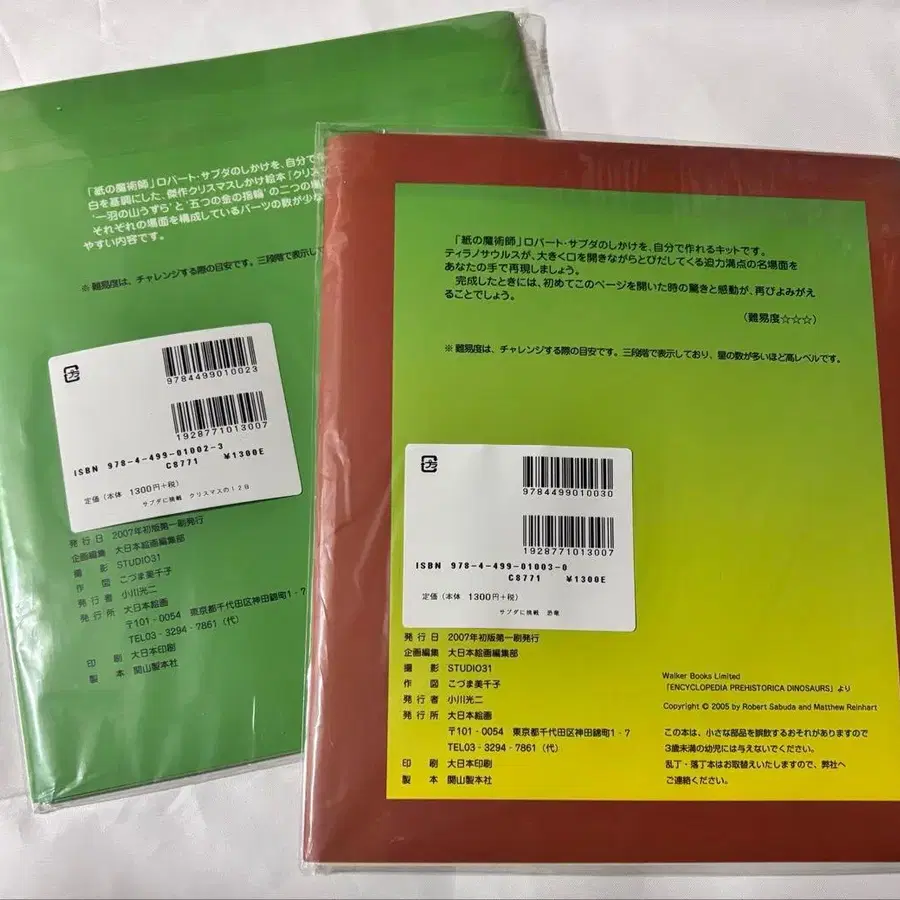 「紙の魔術師」ロバート・サブダのしかけを、自分で作
白を基調にした、傑作クリスマスしかけ絵本『クリス
'一羽の山うずら'と'五つの金の指輪'の二つの
それぞれの場面を構成しているパーツの数が少な
やすい内容です。
※難易度は、チャレンジする際の目安です。三段階で表示して
9784499010023
1928771013007
ISBN 978-4-499-01002-3
C8771 ¥1300E
定価(本体 1300円+税)
サブダに挑戦 クリスマスの12日
発行日 2007年初版第一刷発行
企画編集 大日本絵画編集部
撮影 STUDIO31
作図 こづま美千子
発行者 小川光二
発行所 大日本絵画
〒101-0054 東京都千代田区神田錦町1-
TEL03-3294-7861(代)
印刷 大日本印刷
製本 関山製本社
「紙の魔術師」ロバート・サブダのしかけを、自分で作れるキットです。
ティラノサウルスが、大きく口を開きながらとびだしてくる迫力満点の名場面を
あなたの手で再現しましょう。
完成したときには、初めてこのページを開いた時の驚きと感動が、再びよみがえ
ることでしょう。
(難易度☆☆☆)
※難易度は、チャレンジする際の目安です。三段階で表示しており、星の数が多いほど高レベルです。
9784499010030
1928771013007
ISBN 978-4-499-01003-0
C8771 ¥1300E
定価(本体 1300円+税)
サブダに挑戦 恐竜
発行日 2007年初版第一刷発行
企画編集 大日本絵画編集部
撮影 STUDIO31
作図 こづま美千子
発行者 小川光二
発行所 大日本絵画
〒101-0054 東京都千代田区神田錦町1-7
TEL03-3294-7861(代)
印刷 大日本印刷
製本 関山製本社
Walker Books Limited
「ENCYCLOPEDIA PREHISTORICA DINOSAURS」より
Copyright © 2005 by Robert Sabuda and Matthew Reinhart
この本は、小さな部品を誤飲するおそれがありますので
3歳未満の幼児には与えないでください。
乱丁・落丁本はお取替えいたしますので、弊社へ
ご連絡ください。